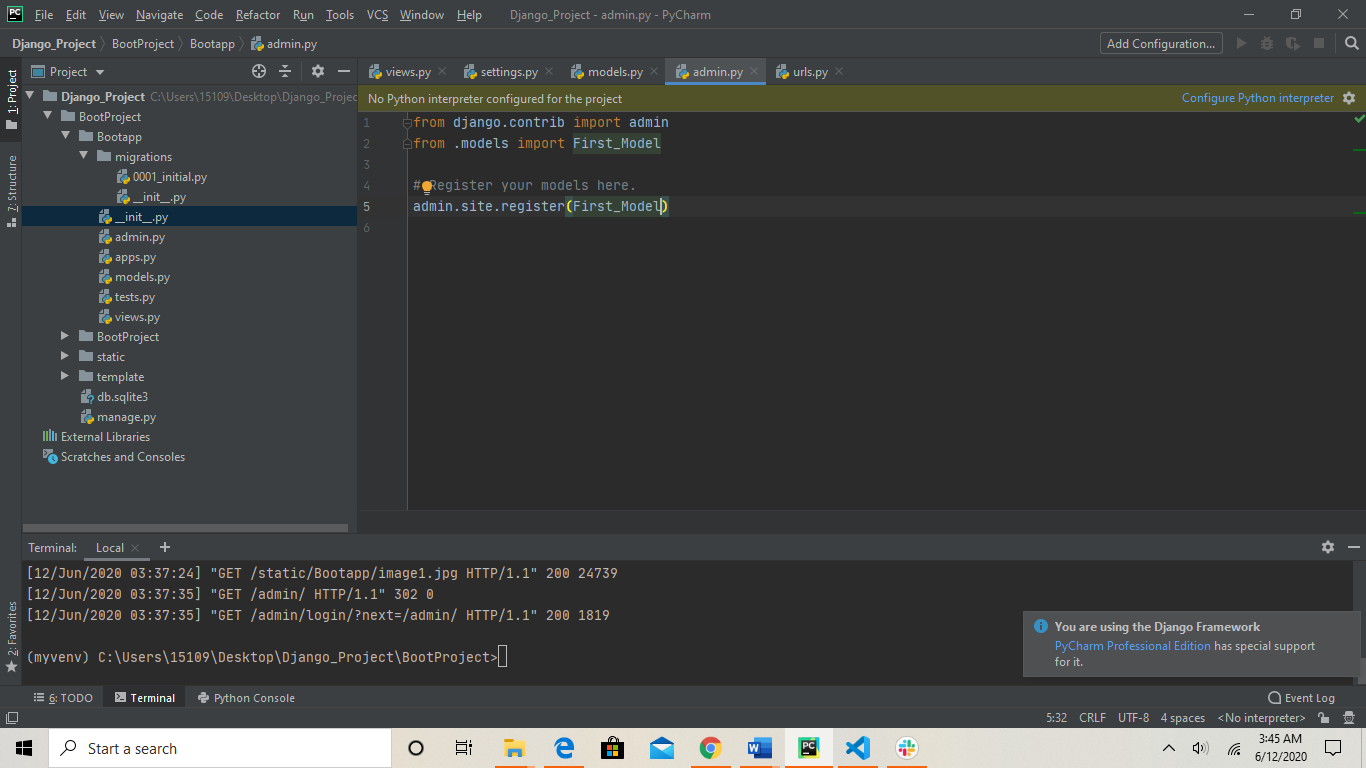 PC File Edit View Navigate Code Refactor Run Tools VCS Window Help Django_Project - admin.py - PyCharm
Django_Project BootProject Bootapp admin.py Add Configuration...
1: Project
7: Structure
2: Favorites
Project
Django_Project C:\Users\15109\Desktop\Django_Projec
BootProject
Bootapp
migrations
0001_initial.py
__init__.py
__init__.py
admin.py
apps.py
models.py
tests.py
views.py
BootProject
static
template
db.sqlite3
manage.py
External Libraries
Scratches and Consoles
views.py settings.py models.py admin.py urls.py
No Python interpreter configured for the project Configure Python interpreter
1 from django.contrib import admin
2 from .models import First_Model
3
4 # Register your models here.
5 admin.site.register(First_Model)
6
Terminal: Local
[12/Jun/2020 03:37:24] "GET /static/Bootapp/image1.jpg HTTP/1.1" 200 24739
[12/Jun/2020 03:37:35] "GET /admin/ HTTP/1.1" 302 0
[12/Jun/2020 03:37:35] "GET /admin/login/?next=/admin/ HTTP/1.1" 200 1819
(myvenv) C:\Users\15109\Desktop\Django_Project\BootProject>
You are using the Django Framework
PyCharm Professional Edition has special support
for it.
6: TODO Terminal Python Console Event Log
5:32 CRLF UTF-8 4 spaces <No interpreter>
Start a search
3:45 AM
6/12/2020